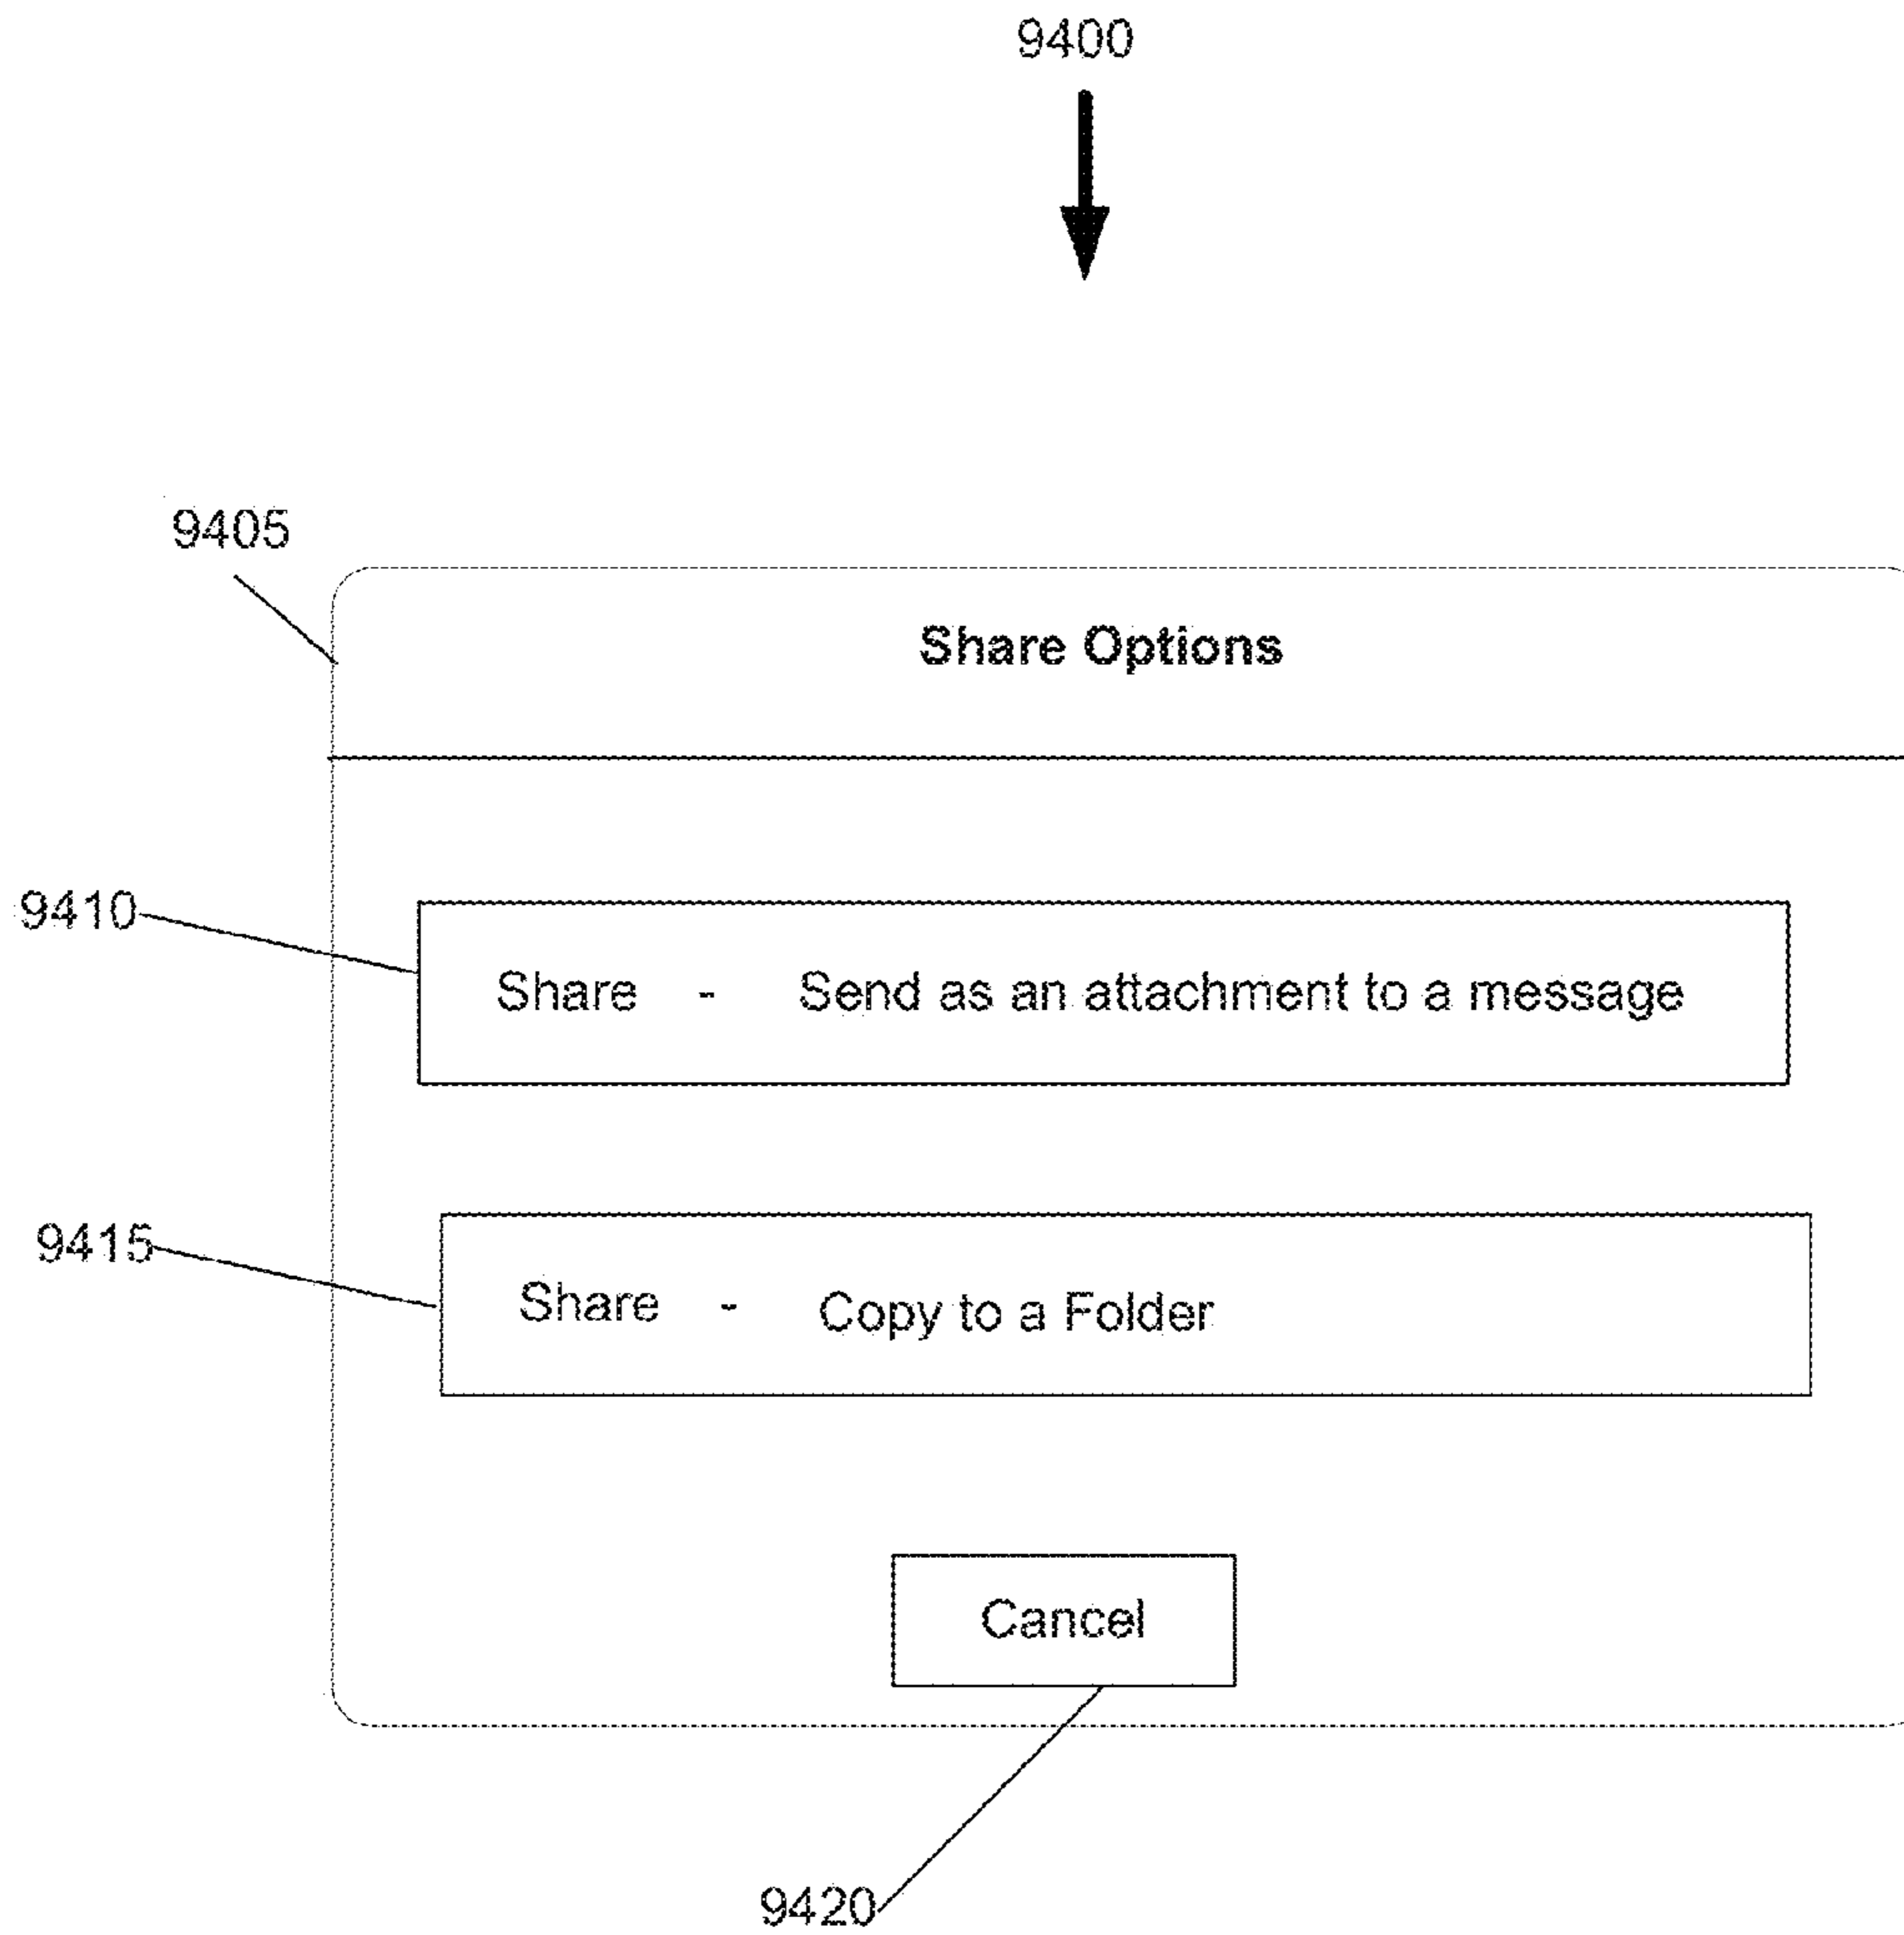 9400
9405
Share Options
9410
Share - Send as an attachment to a message
9415
Share - Copy to a Folder
Cancel
9420